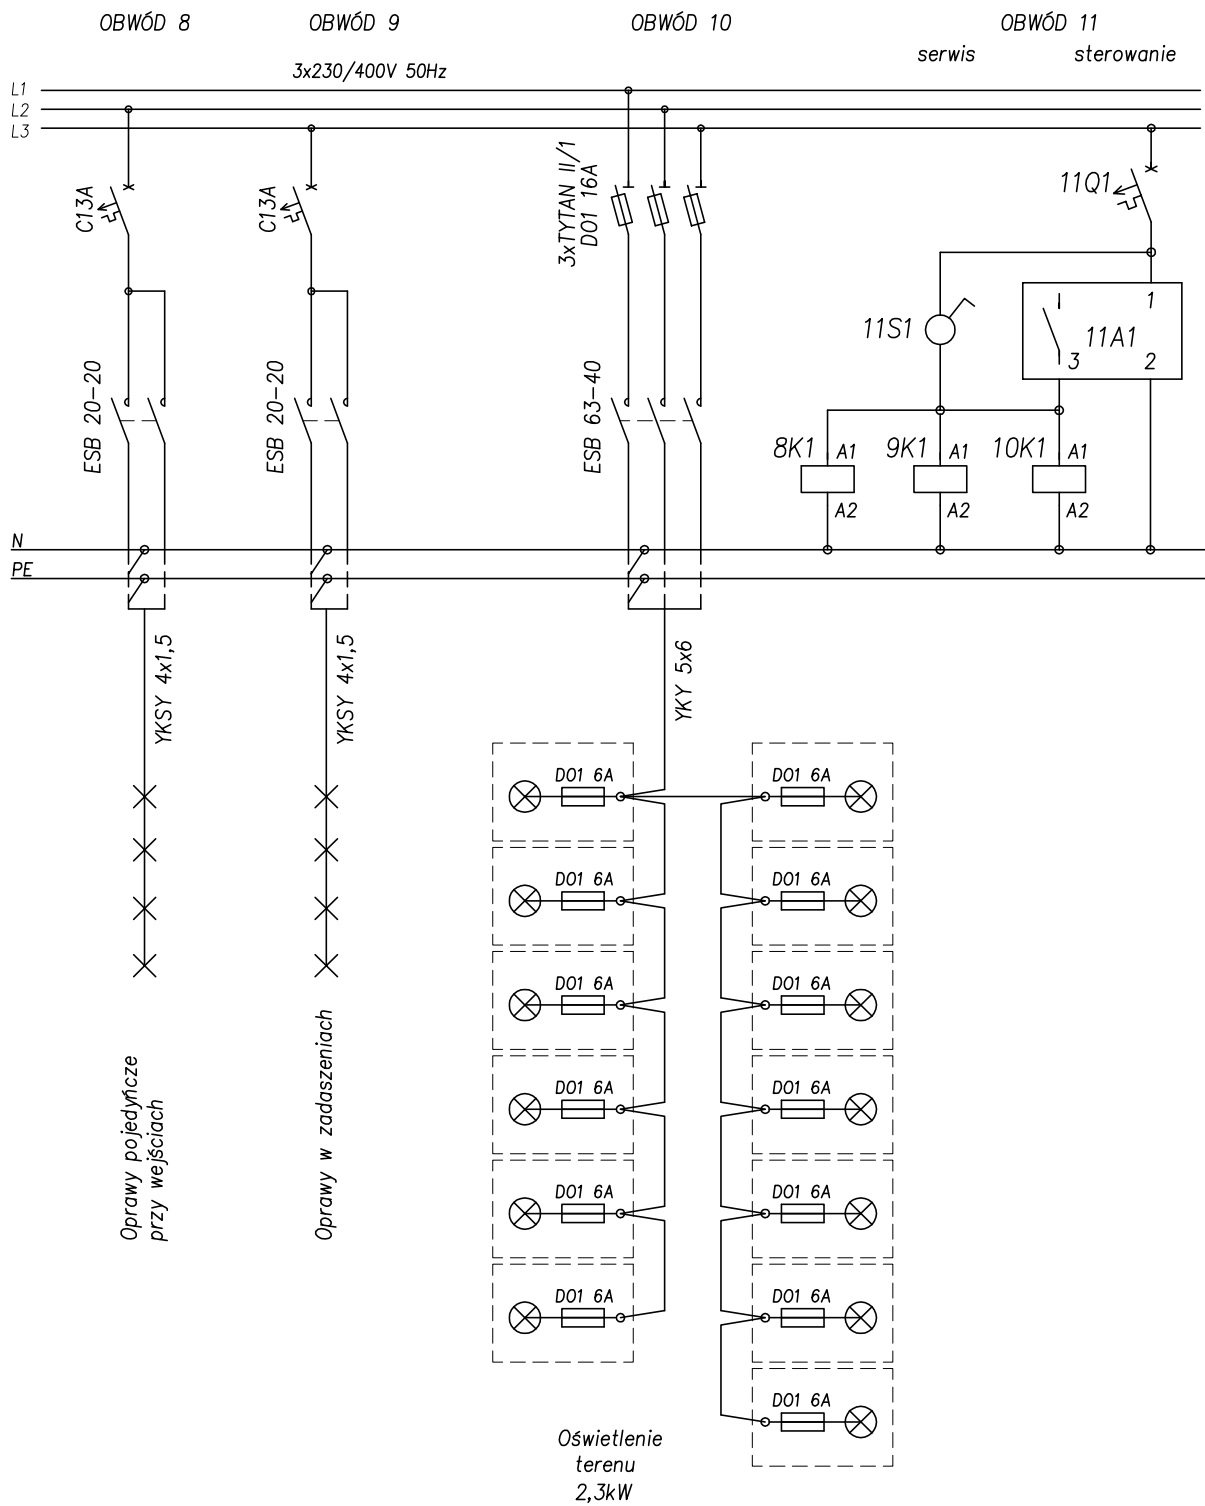 OBWÓD 8
OBWÓD 9
OBWÓD 10
OBWÓD 11
serwis
sterowanie
3x230/400V 50Hz
L1
L2
L3
C13A
C13A
3xTYTAN II/1
D01 16A
11Q1
11S1
1
11A1
3
2
ESB 20-20
ESB 20-20
ESB 63-40
8K1
A1
A2
9K1
A1
A2
10K1
A1
A2
N
PE
YKSY 4x1,5
YKSY 4x1,5
YKY 5x6
D01 6A
D01 6A
D01 6A
D01 6A
D01 6A
D01 6A
D01 6A
D01 6A
D01 6A
D01 6A
D01 6A
D01 6A
D01 6A
Oprawy pojedyńcze
przy wejściach
Oprawy w zadaszeniach
Oświetlenie
terenu
2,3kW